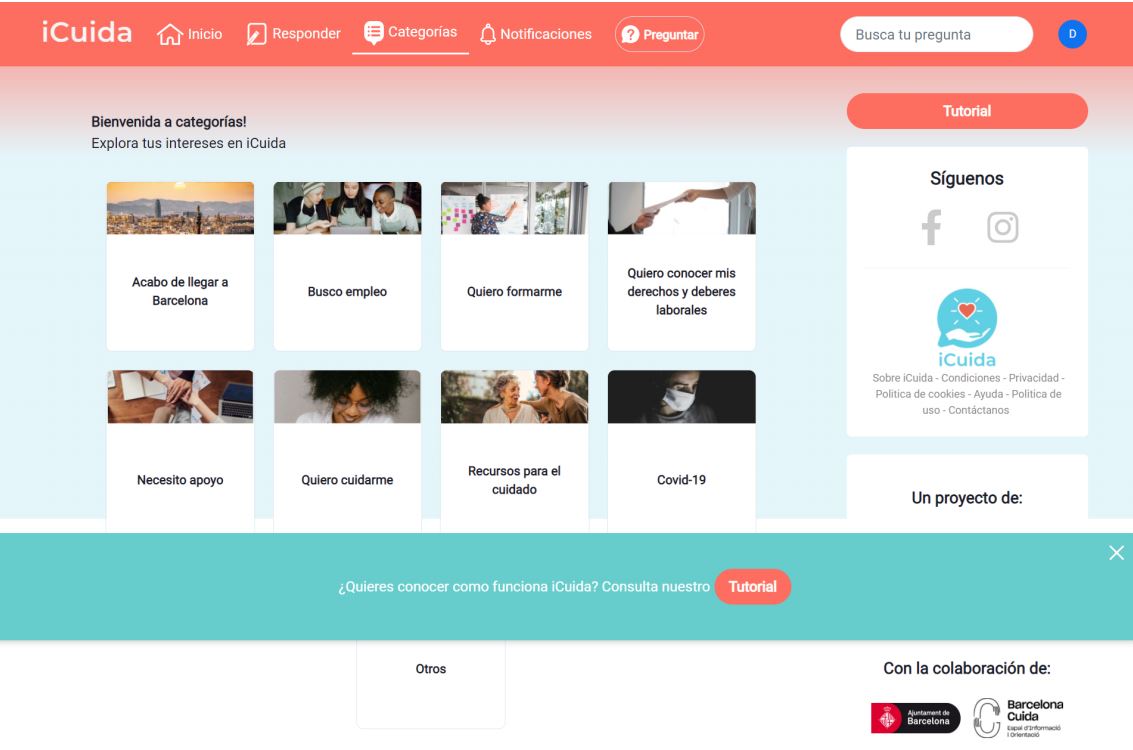 iCuida
Inicio
Responder
Categorías
Notificaciones
Preguntar
Busca tu pregunta
D
Bienvenida a categorías!
Explora tus intereses en iCuida
Tutorial
Síguenos
Acabo de llegar a
Barcelona
Busco empleo
Quiero formarme
Quiero conocer mis
derechos y deberes
laborales
iCuida
Sobre iCuida - Condiciones - Privacidad -
Politica de cookies - Ayuda - Politica de
uso - Contáctanos
Necesito apoyo
Quiero cuidarme
Recursos para el
cuidado
Covid-19
Un proyecto de:
¿Quieres conocer como funciona iCuida? Consulta nuestro
Tutorial
Otros
Con la colaboración de:
Ajuntament de
Barcelona
Barcelona
Cuida
Espai d'Informació
i Orientació